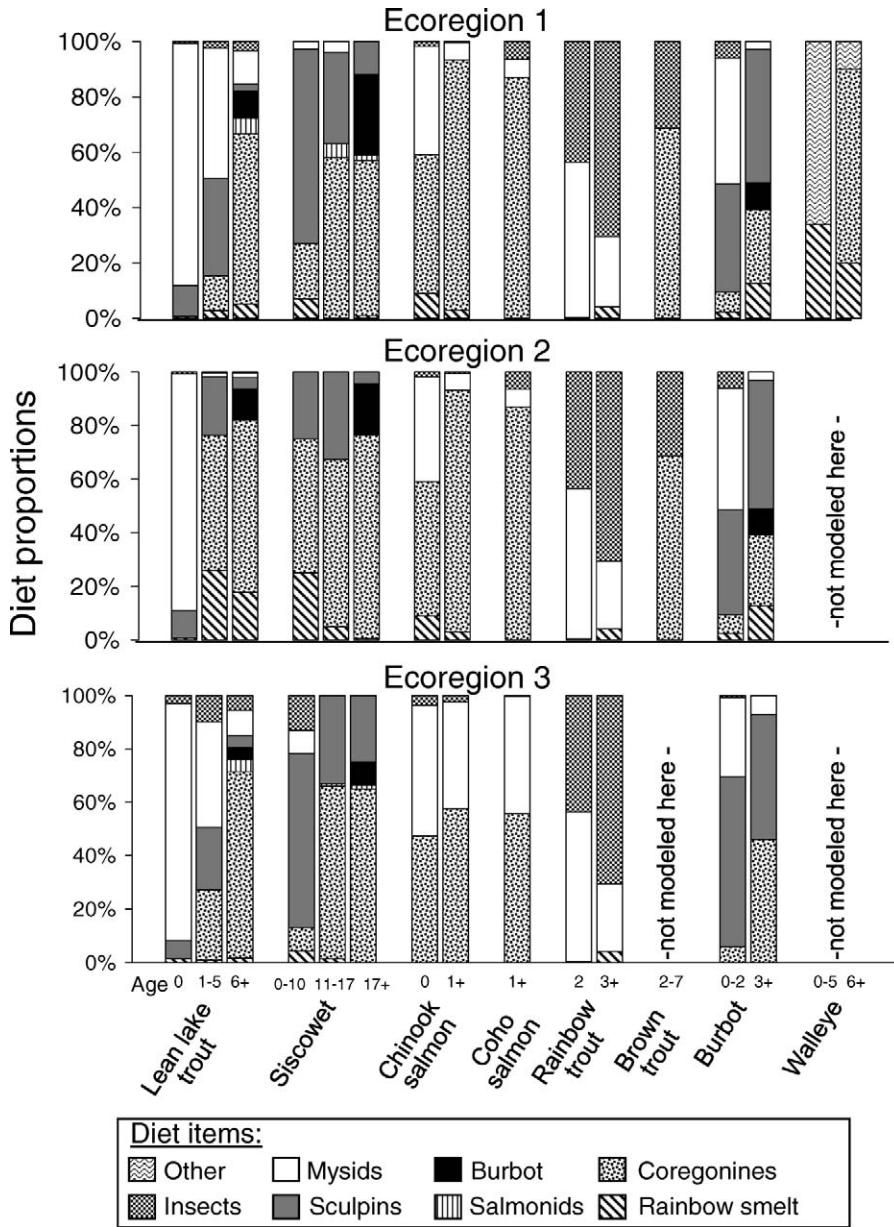 Ecoregion 1
100%
80%
60%
40%
20%
0%
Ecoregion 2
100%
80%
60%
40%
20%
0%
-not modeled here -
Diet proportions
Ecoregion 3
100%
80%
60%
40%
20%
0%
-not modeled here -
-not modeled here -
Age 0 1-5 6+ 0-10 11-17 17+ 0 1+ 1+ 2 3+ 2-7 0-2 3+ 0-5 6+
Lean lake
trout
Siscowet
Chinook
salmon
Coho
salmon
Rainbow
trout
Brown
trout
Burbot
Walleye
Diet items:
Other Mysids Burbot Coregonines
Insects Sculpins Salmonids Rainbow smelt